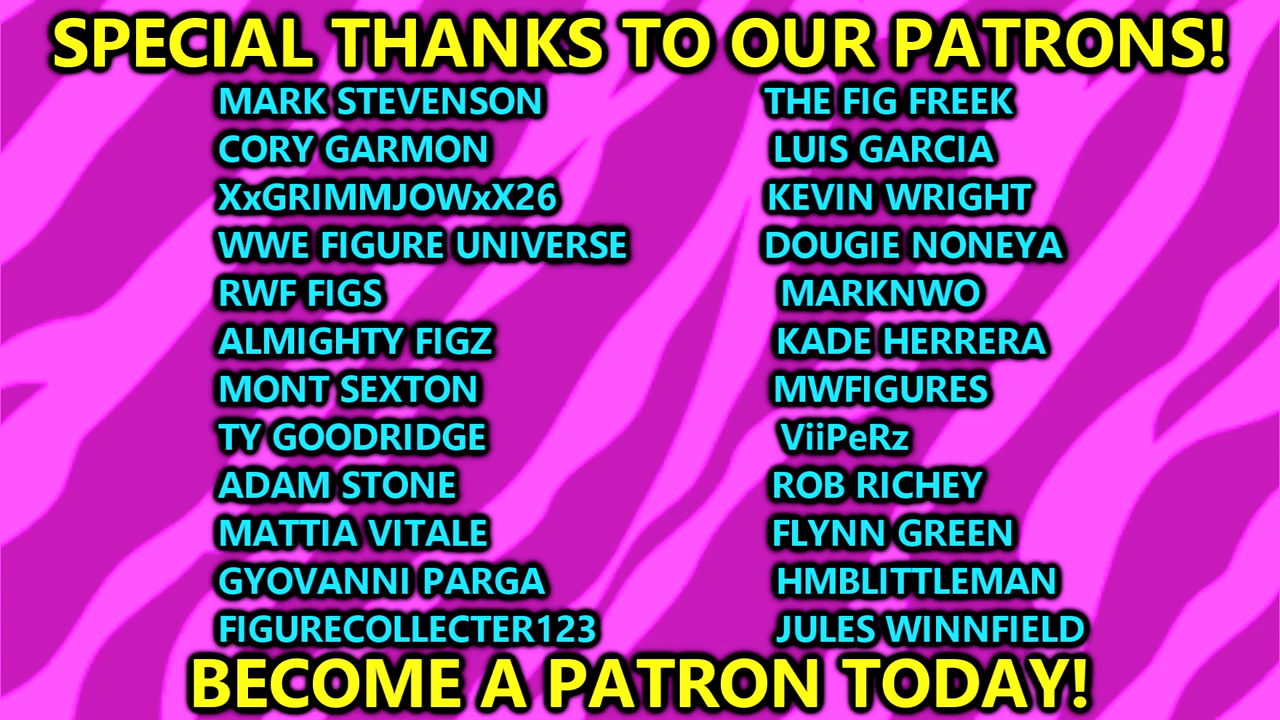 SPECIAL THANKS TO OUR PATRONS!
MARK STEVENSON
CORY GARMON
XxGRIMMJOWxX26
WWE FIGURE UNIVERSE
RWF FIGS
ALMIGHTY FIGZ
MONT SEXTON
TY GOODRIDGE
ADAM STONE
MATTIA VITALE
GYOVANNI PARGA
FIGURECOLLECTER123
THE FIG FREEK
LUIS GARCIA
KEVIN WRIGHT
DOUGIE NONEYA
MARKNWO
KADE HERRERA
MWFIGURES
ViiPeRz
ROB RICHEY
FLYNN GREEN
HMBLITTLEMAN
JULES WINNFIELD
BECOME A PATRON TODAY!